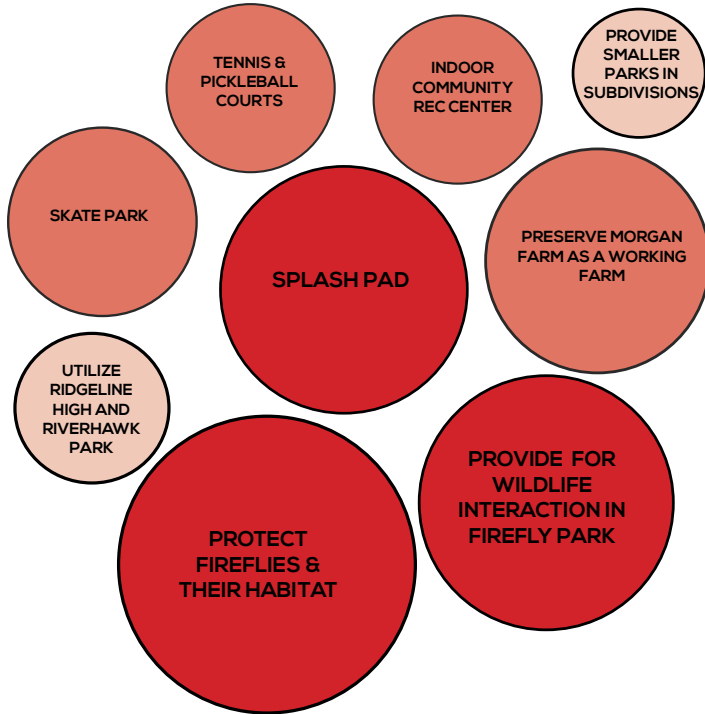 TENNIS &
PICKLEBALL
COURTS
INDOOR
COMMUNITY
REC CENTER
PROVIDE
SMALLER
PARKS IN
SUBDIVISIONS
SKATE PARK
SPLASH PAD
PRESERVE MORGAN
FARM AS A WORKING
FARM
UTILIZE
RIDGELINE
HIGH AND
RIVERHAWK
PARK
PROVIDE FOR
WILDLIFE
INTERACTION IN
FIREFLY PARK
PROTECT
FIREFLIES &
THEIR HABITAT